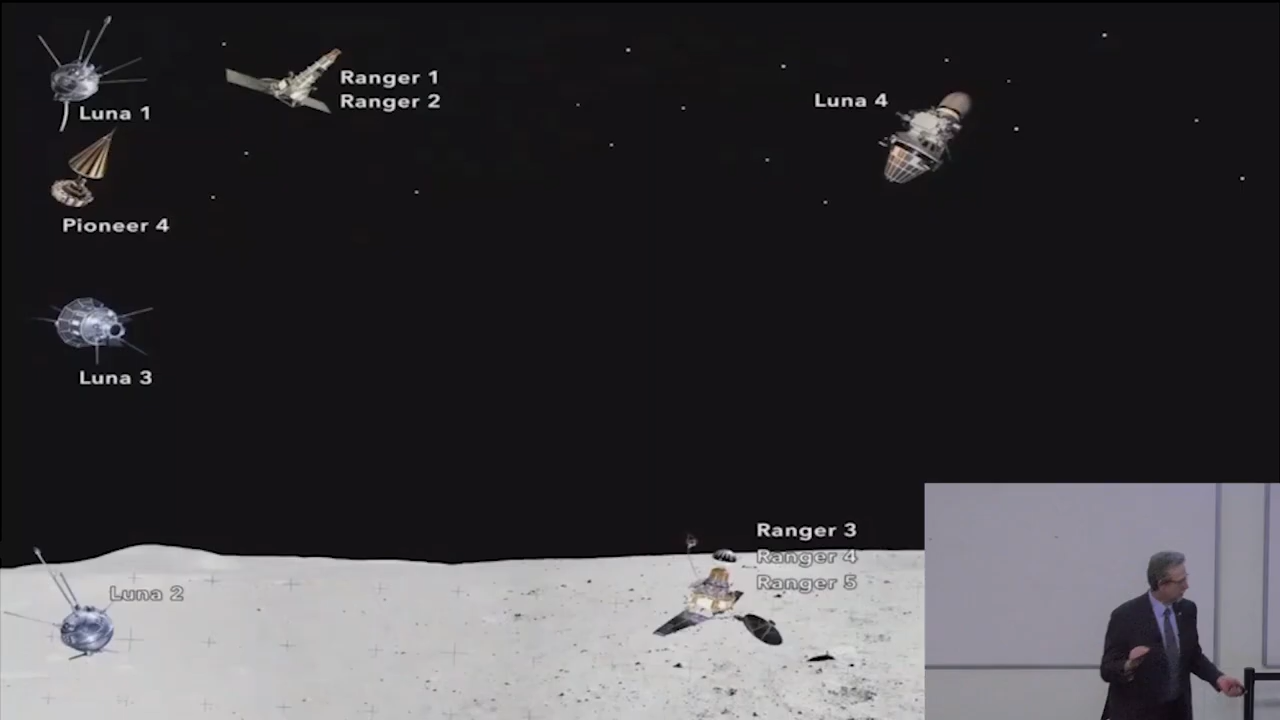 Luna 1
Ranger 1
Ranger 2
Luna 4
Pioneer 4
Luna 3
Ranger 3
Ranger 4
Ranger 5
Luna 2